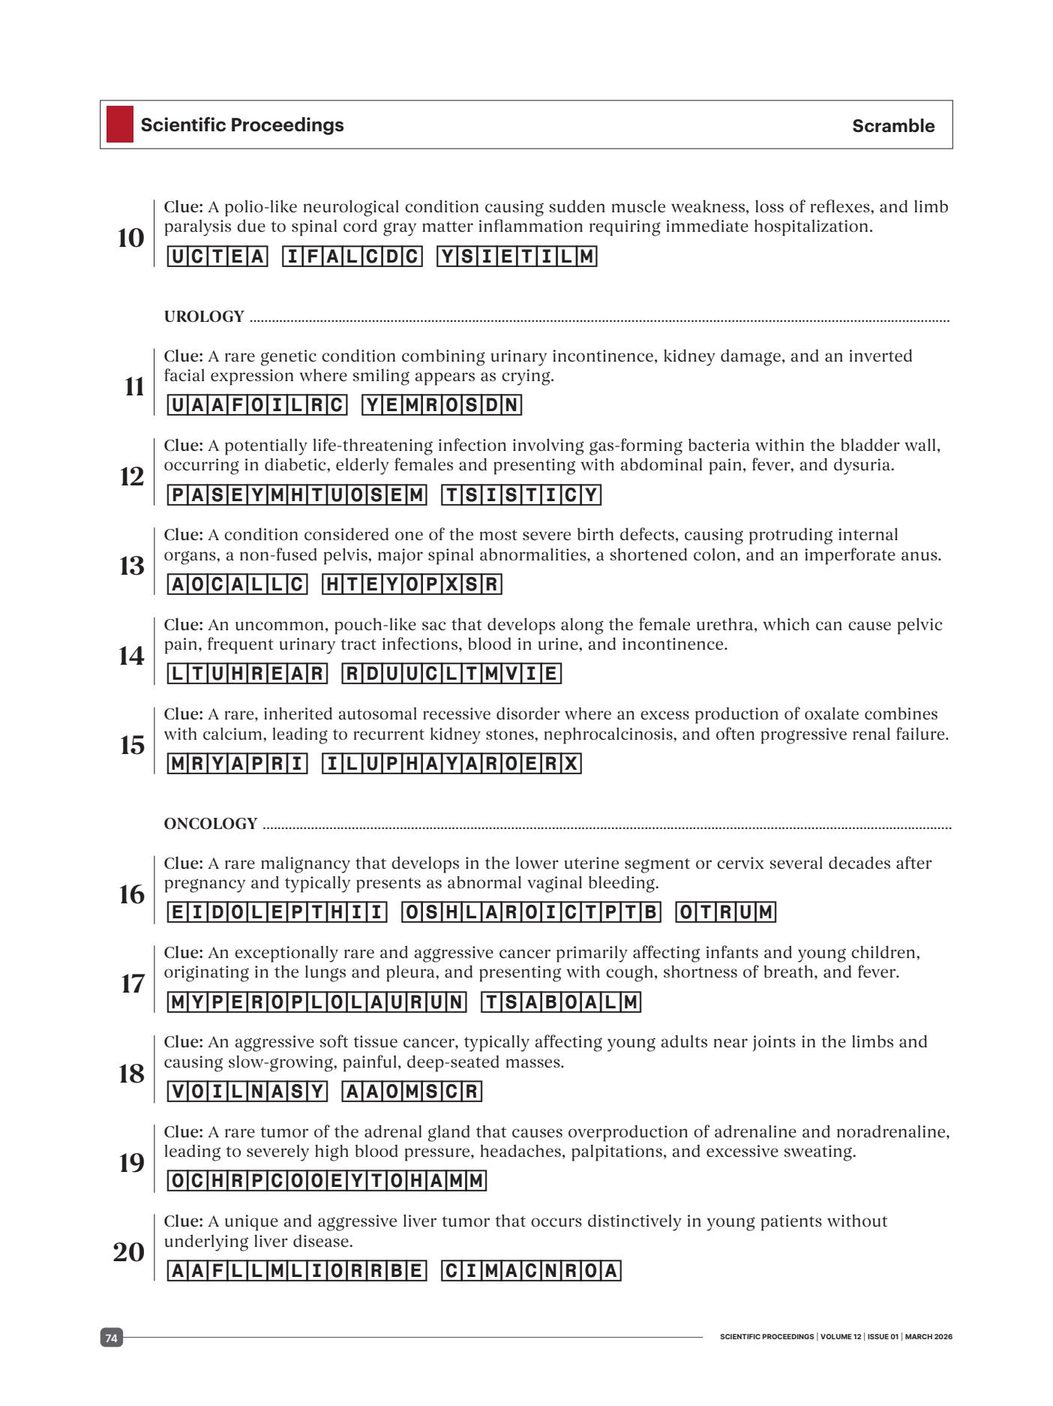 Scientific Proceedings
Scramble
10
Clue: A polio-like neurological condition causing sudden muscle weakness, loss of reflexes, and limb
paralysis due to spinal cord gray matter inflammation requiring immediate hospitalization.
UCTEA IFALCDC YSIETILM
UROLOGY
11
Clue: A rare genetic condition combining urinary incontinence, kidney damage, and an inverted
facial expression where smiling appears as crying.
UAAFOILRC YEMROSDN
12
Clue: A potentially life-threatening infection involving gas-forming bacteria within the bladder wall,
occurring in diabetic, elderly females and presenting with abdominal pain, fever, and dysuria.
PASEYMHTUOSEM TSISTICY
13
Clue: A condition considered one of the most severe birth defects, causing protruding internal
organs, a non-fused pelvis, major spinal abnormalities, a shortened colon, and an imperforate anus.
AOCALLC HTEYOPXSR
14
Clue: An uncommon, pouch-like sac that develops along the female urethra, which can cause pelvic
pain, frequent urinary tract infections, blood in urine, and incontinence.
LTUHREAR RDUUCLTMVIE
15
Clue: A rare, inherited autosomal recessive disorder where an excess production of oxalate combines
with calcium, leading to recurrent kidney stones, nephrocalcinosis, and often progressive renal failure.
MRYAPRI ILUPHAYAROERX
ONCOLOGY
16
Clue: A rare malignancy that develops in the lower uterine segment or cervix several decades after
pregnancy and typically presents as abnormal vaginal bleeding.
EIDOLEPTHII OSHLAROICTPTB OTRUM
17
Clue: An exceptionally rare and aggressive cancer primarily affecting infants and young children,
originating in the lungs and pleura, and presenting with cough, shortness of breath, and fever.
MYPEROPLOLAURUN TSABOALM
18
Clue: An aggressive soft tissue cancer, typically affecting young adults near joints in the limbs and
causing slow-growing, painful, deep-seated masses.
VOILNASY AAOMSCR
19
Clue: A rare tumor of the adrenal gland that causes overproduction of adrenaline and noradrenaline,
leading to severely high blood pressure, headaches, palpitations, and excessive sweating.
OCHRPCOOEYTOHAMM
20
Clue: A unique and aggressive liver tumor that occurs distinctively in young patients without
underlying liver disease.
AAFLLMLIORRBE CIMACNROA
74
SCIENTIFIC PROCEEDINGS | VOLUME 12 | ISSUE 01 | MARCH 2026